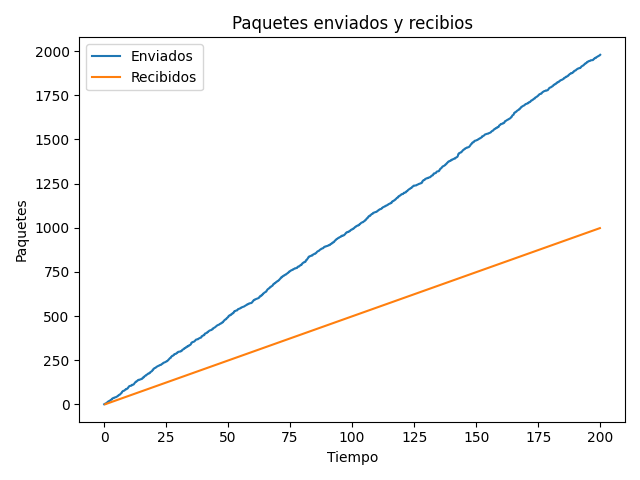 Paquetes enviados y recibios
Enviados
Recibidos
2000
1750
1500
1250
1000
750
500
250
0
Paquetes
0 25 50 75 100 125 150 175 200
Tiempo